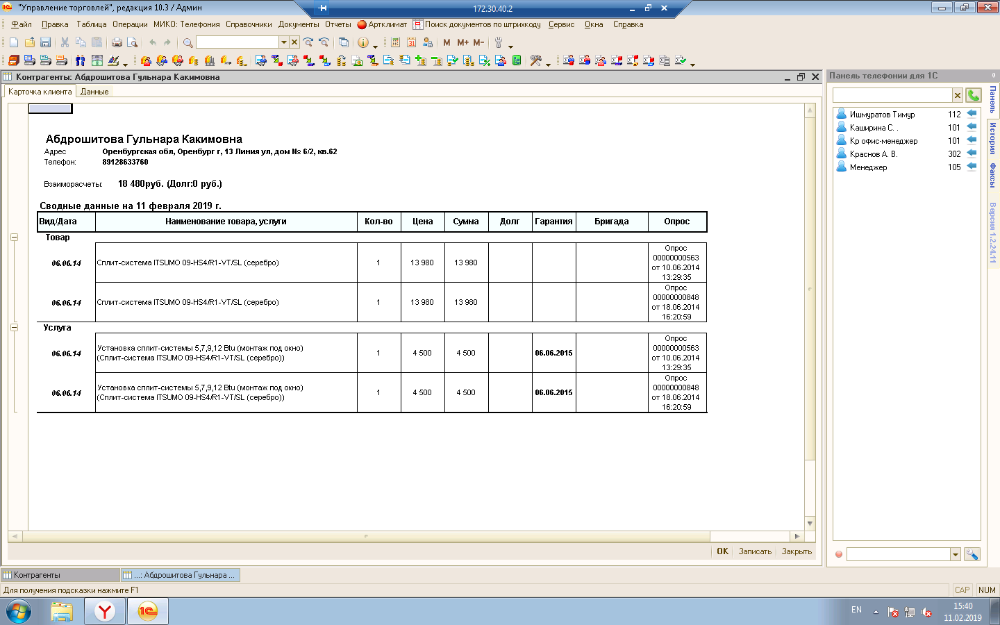 "Управление торговлей", редакция 10.3 / Админ
172.30.40.2
Файл Правка Таблица Операции МИКО: Телефония Справочники Документы Отчеты Артклимат Поиск документов по штрихкоду Сервис Окна Справка
M M+ M-
Контрагенты: Абдрошитова Гульнара Какимовна
Панель телефонии для 1С
Карточка клиента Данные
Абдрошитова Гульнара Какимовна
Адрес Оренбургская обл, Оренбург г, 13 Линия ул, дом № 6/2, кв.62
Телефон: 89128633760
Взаиморасчеты: 18 480руб. (Долг:0 руб.)
Сводные данные на 11 февраля 2019 г.
Вид/Дата Наименование товара, услуги Кол-во Цена Сумма Долг Гарантия Бригада Опрос
Товар
06.06.14 Сплит-система ITSUMO 09-HS4/R1-VT/SL (серебро) 1 13 980 13 980
Опрос
00000000563
от 10.06.2014
13:29:35
06.06.14 Сплит-система ITSUMO 09-HS4/R1-VT/SL (серебро) 1 13 980 13 980
Опрос
00000000848
от 18.06.2014
16:20:59
Услуга
06.06.14 Установка сплит-системы 5,7,9,12 Btu (монтаж под окно)
(Сплит-система ITSUMO 09-HS4/R1-VT/SL (серебро)) 1 4 500 4 500 06.06.2015
Опрос
00000000563
от 10.06.2014
13:29:35
06.06.14 Установка сплит-системы 5,7,9,12 Btu (монтаж под окно)
(Сплит-система ITSUMO 09-HS4/R1-VT/SL (серебро)) 1 4 500 4 500 06.06.2015
Опрос
00000000848
от 18.06.2014
16:20:59
Ишмуратов Тимур 112
Каширина С. . 101
Кр офис-менеджер 101
Краснов А. В. 302
Менеджер 105
Панель
История
Факсы
Версия 1.2.24.11
OK Записать Закрыть
Контрагенты ...: Абдрошитова Гульнара ...
Для получения подсказки нажмите F1
CAP NUM
EN
15:40
11.02.2019